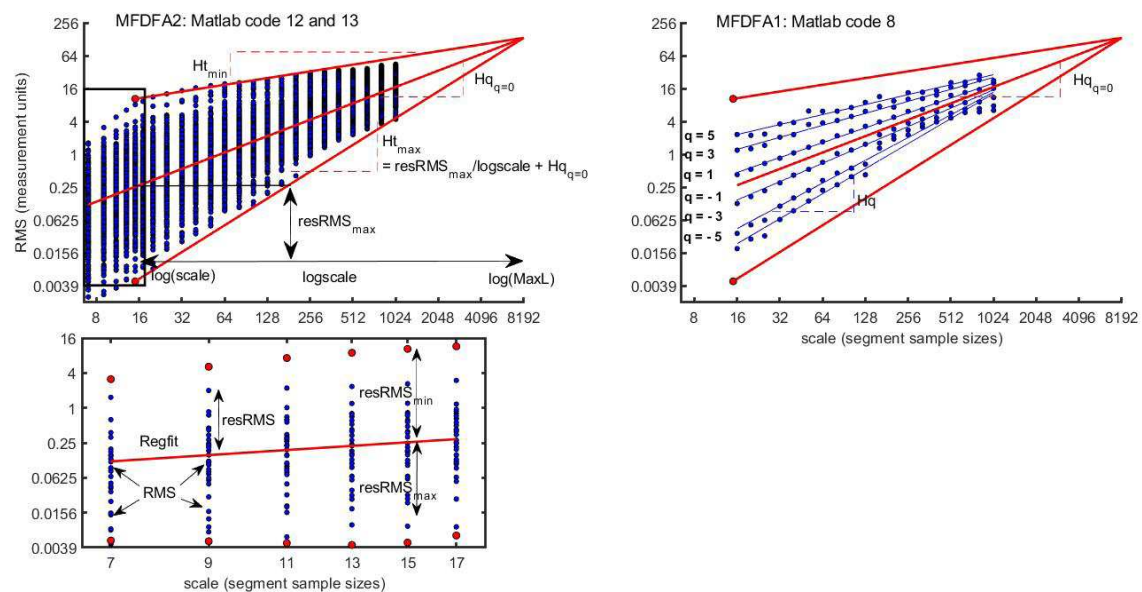 MFDFA2: Matlab code 12 and 13
RMS (measurement units)
256
64
16
4
1
0.25
0.0625
0.0156
0.0039
Ht min
Hq q=0
Ht max
= resRMS max/logscale + Hq q=0
resRMS max
log(scale)
logscale
log(MaxL)
8 16 32 64 128 256 512 1024 2048 4096 8192
MFDFA1: Matlab code 8
256
64
16
4
1
0.25
0.0625
0.0156
0.0039
Hq q=0
q = 5
q = 3
q = 1
q = - 1
q = - 3
q = - 5
Hq
8 16 32 64 128 256 512 1024 2048 4096 8192
scale (segment sample sizes)
16
4
1
0.25
0.0625
0.0156
0.0039
resRMS
resRMS min
Regfit
RMS
resRMS max
7 9 11 13 15 17
scale (segment sample sizes)